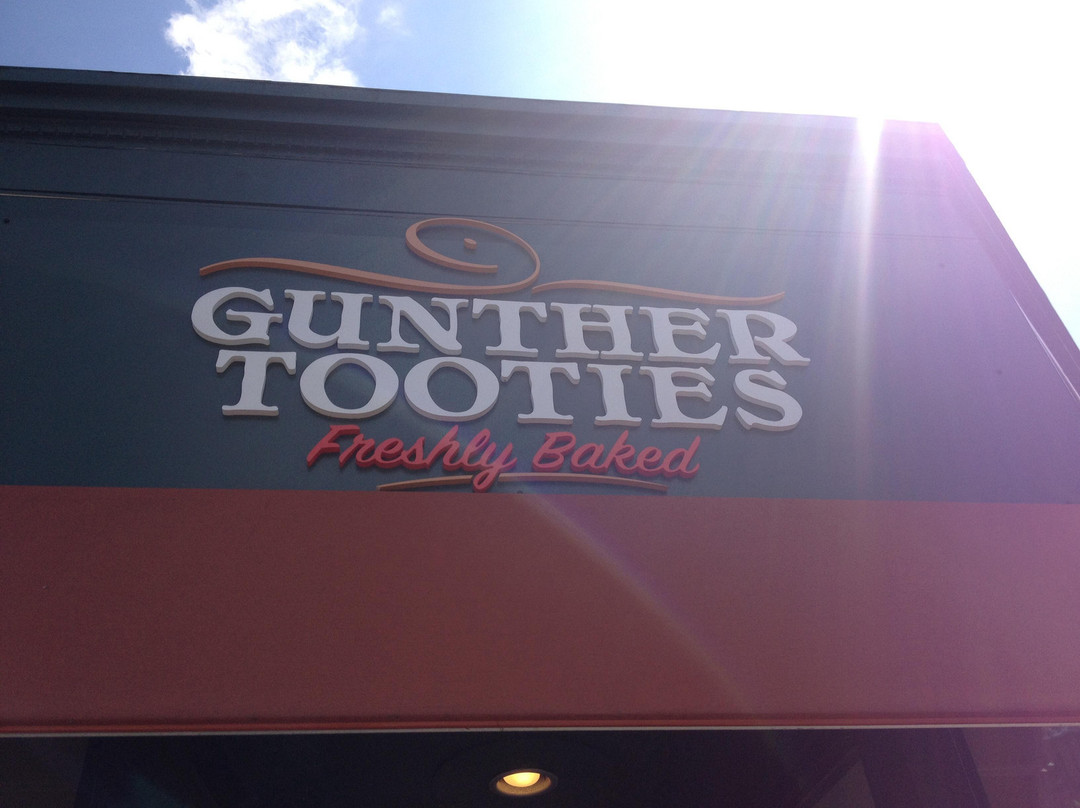 GUNTHER
TOOTIES
Freshly Baked